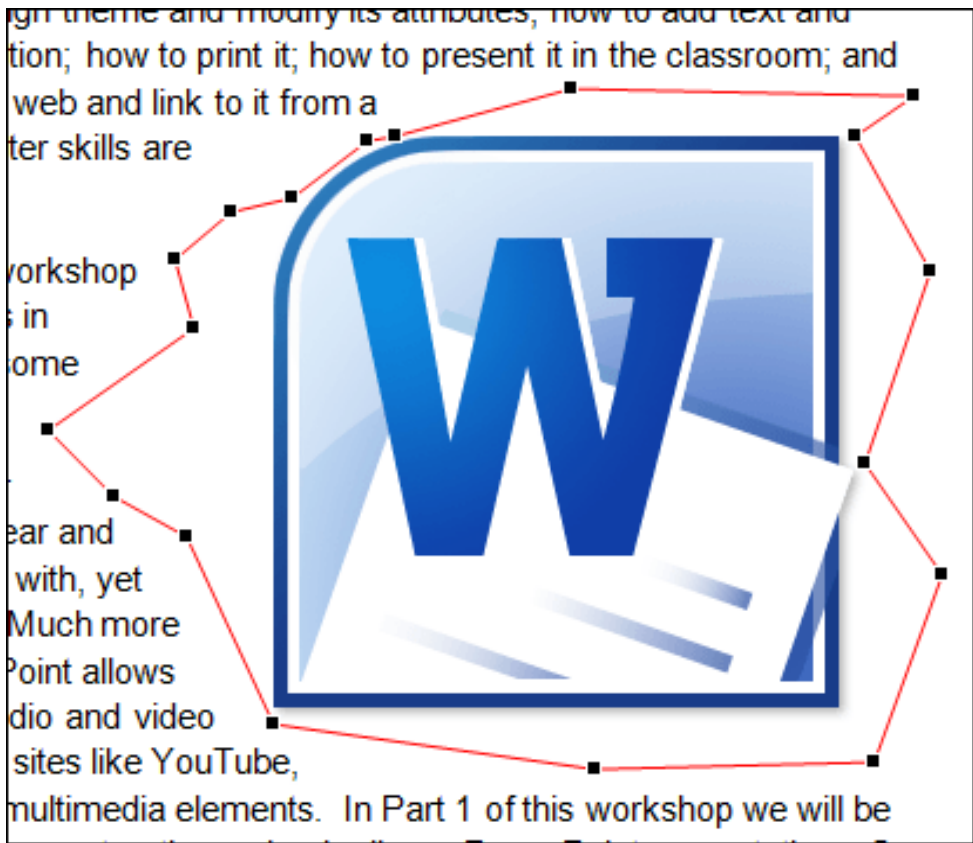 ign theme and modify its attributes; how to add text and
tion; how to print it; how to present it in the classroom; and
web and link to it from a
ter skills are
workshop
s in
some
ear and
with, yet
Much more
Point allows
dio and video
sites like YouTube,
multimedia elements. In Part 1 of this workshop we will be
W